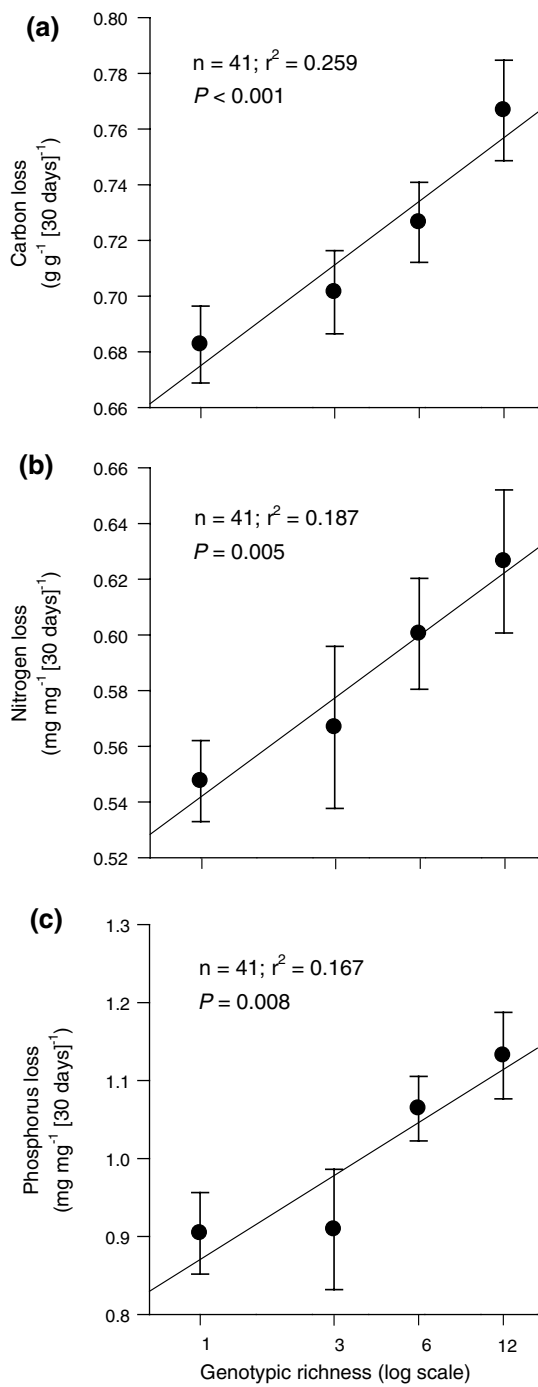 (a)
n = 41; r² = 0.259
P < 0.001
Carbon loss
(g g⁻¹ [30 days]⁻¹
0.80
0.78
0.76
0.74
0.72
0.70
0.68
0.66
(b)
n = 41; r² = 0.187
P = 0.005
Nitrogen loss
(mg mg⁻¹ [30 days]⁻¹
0.66
0.64
0.62
0.60
0.58
0.56
0.54
0.52
(c)
n = 41; r² = 0.167
P = 0.008
Phosphorus loss
(mg mg⁻¹ [30 days]⁻¹
1.3
1.2
1.1
1.0
0.9
0.8
1 3 6 12
Genotypic richness (log scale)